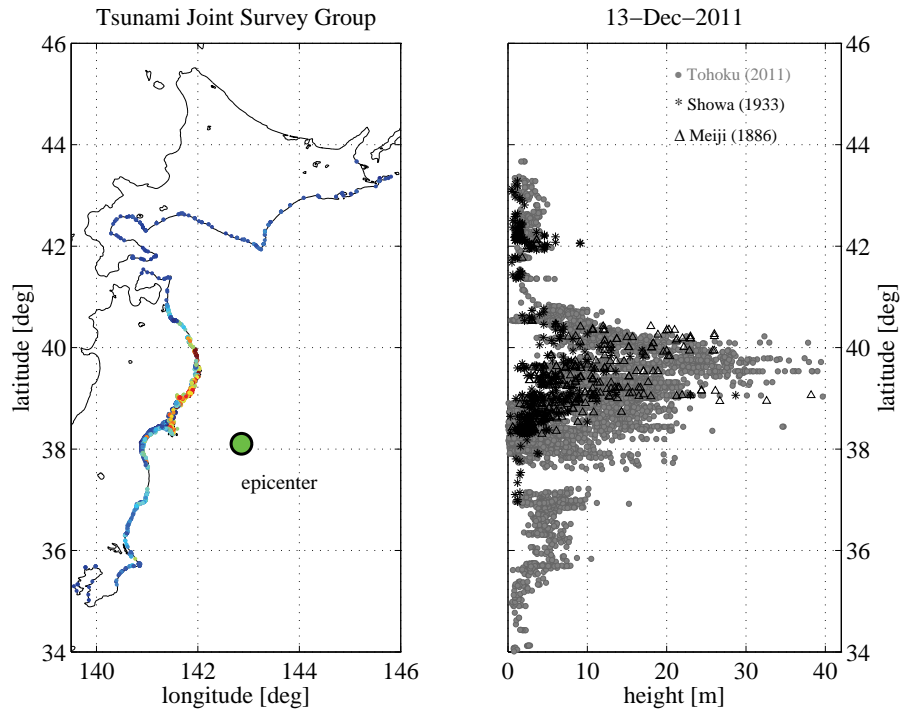 Tsunami Joint Survey Group
46
44
42
40
38
36
34
140
142
144
146
latitude [deg]
longitude [deg]
epicenter
13−Dec−2011
Tohoku (2011)
* Showa (1933)
Δ Meiji (1886)
46
44
42
40
38
36
34
0
10
20
30
40
latitude [deg]
height [m]